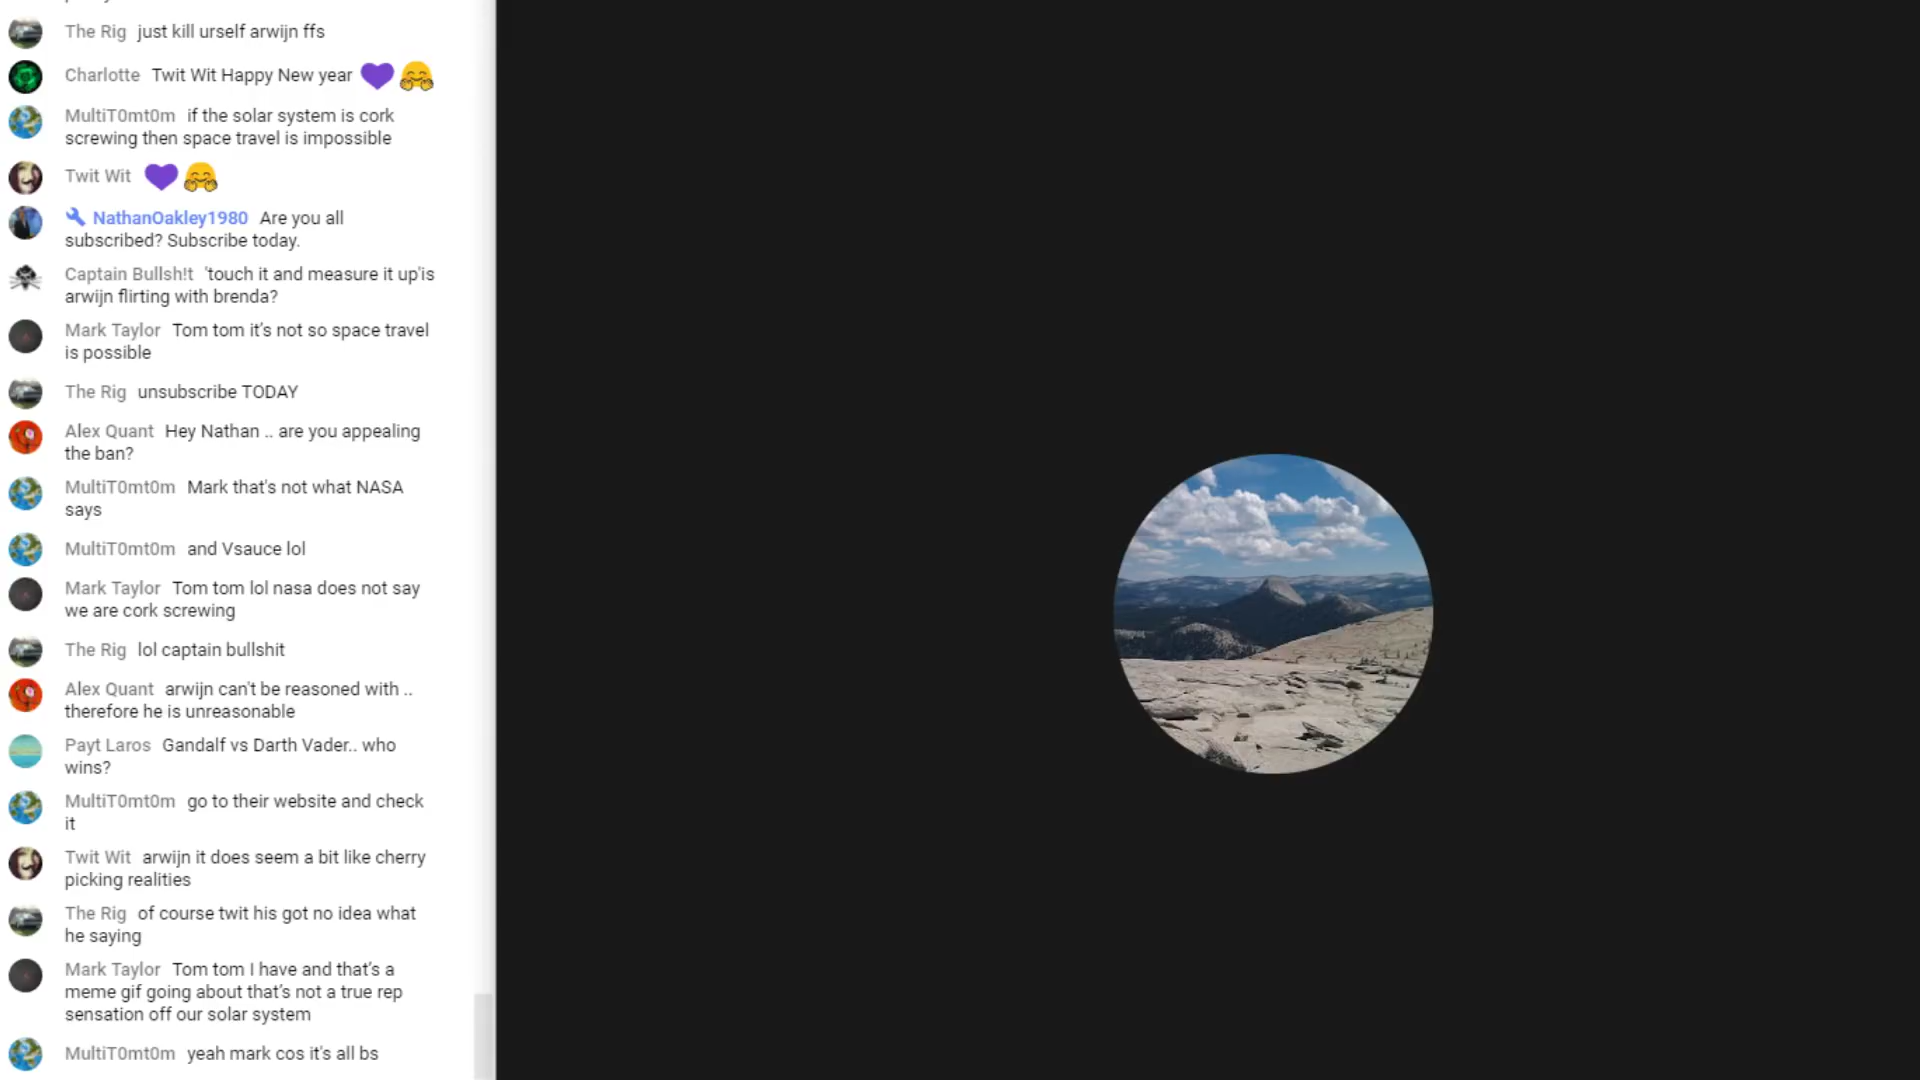 The Rig just kill urself arwijn ffs
Charlotte Twit Wit Happy New year
MultiT0mt0m if the solar system is cork
screwing then space travel is impossible
Twit Wit
NathanOakley1980 Are you all
subscribed? Subscribe today.
Captain Bullsh!t 'touch it and measure it up'is
arwijn flirting with brenda?
Mark Taylor Tom tom it's not so space travel
is possible
The Rig unsubscribe TODAY
Alex Quant Hey Nathan .. are you appealing
the ban?
MultiT0mt0m Mark that's not what NASA
says
MultiT0mt0m and Vsauce lol
Mark Taylor Tom tom lol nasa does not say
we are cork screwing
The Rig lol captain bullshit
Alex Quant arwijn can't be reasoned with ..
therefore he is unreasonable
Payt Laros Gandalf vs Darth Vader.. who
wins?
MultiT0mt0m go to their website and check
it
Twit Wit arwijn it does seem a bit like cherry
picking realities
The Rig of course twit his got no idea what
he saying
Mark Taylor Tom tom I have and that's a
meme gif going about that's not a true rep
sensation off our solar system
MultiT0mt0m yeah mark cos it's all bs